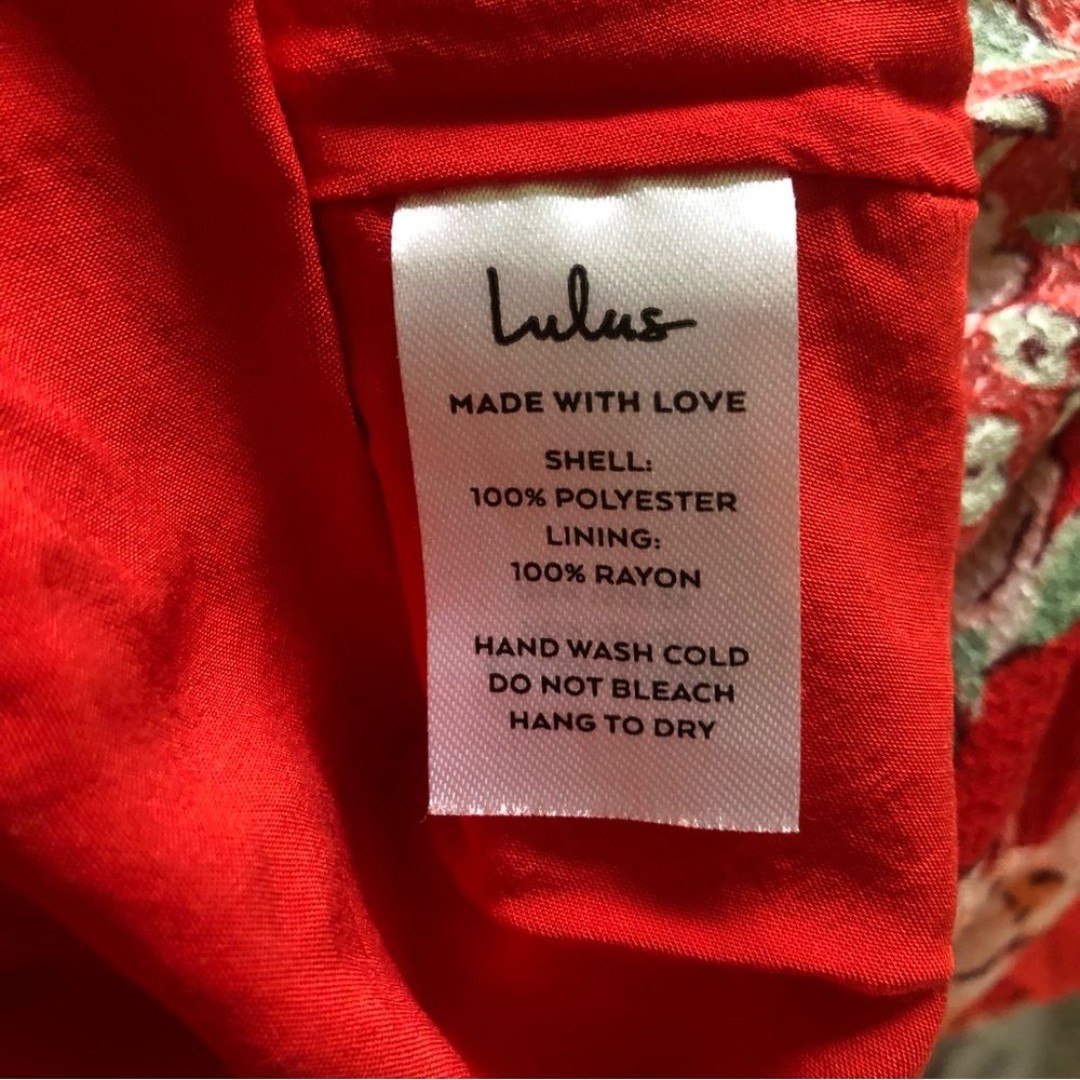 Lulus
MADE WITH LOVE
SHELL:
100% POLYESTER
LINING:
100% RAYON
HAND WASH COLD
DO NOT BLEACH
HANG TO DRY